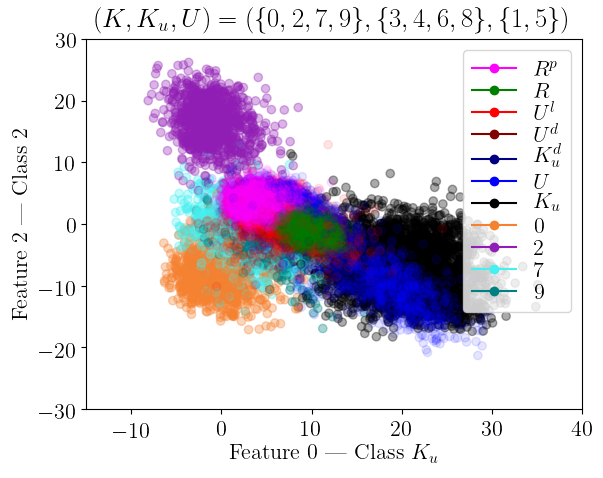 (K, K_u, U) = ({0, 2, 7, 9}, {3, 4, 6, 8}, {1, 5})
30
20
10
0
−10
−20
−30
Feature 2 — Class 2
R^p
R
U^l
U^d
K_u^d
U
K_u
0
2
7
9
−10
0
10
20
30
40
Feature 0 — Class K_u